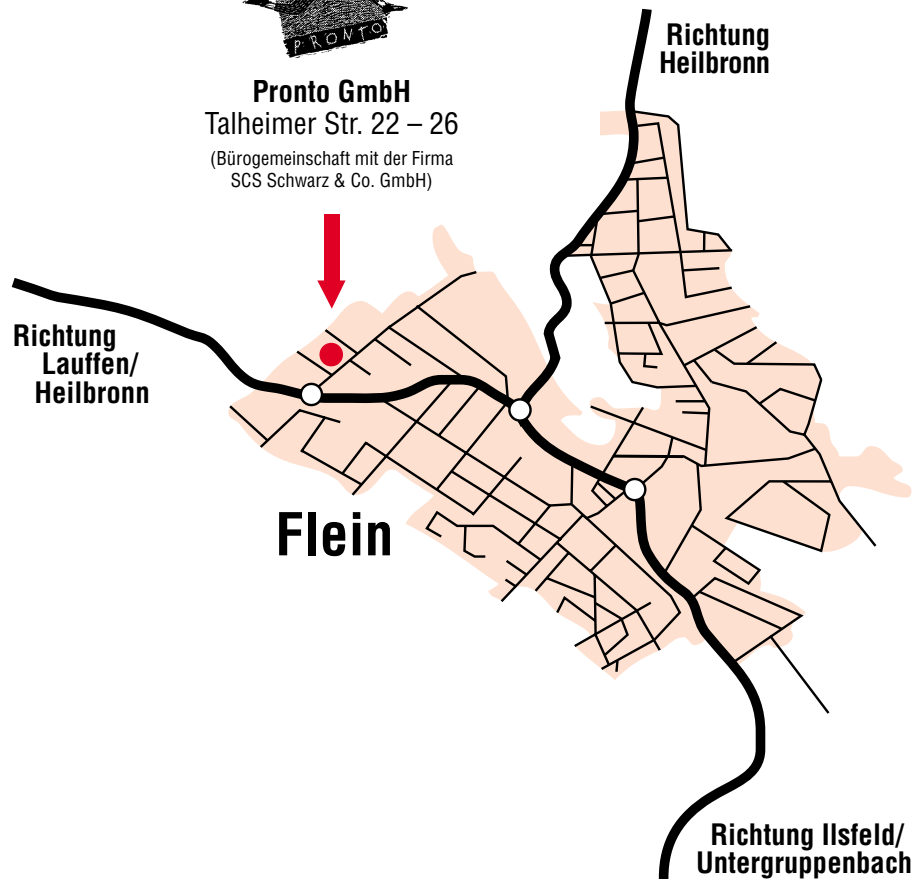 PRONTO
Pronto GmbH
Talheimer Str. 22 – 26
(Bürogemeinschaft mit der Firma
SCS Schwarz & Co. GmbH)
Richtung
Heilbronn
Richtung
Lauffen/
Heilbronn
Flein
Richtung Ilsfeld/
Untergruppenbach